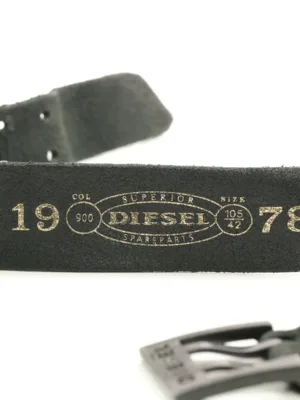 COL SUPERIOR SIZE
19 900 DIESEL 105 78
42
SPAREPARTS